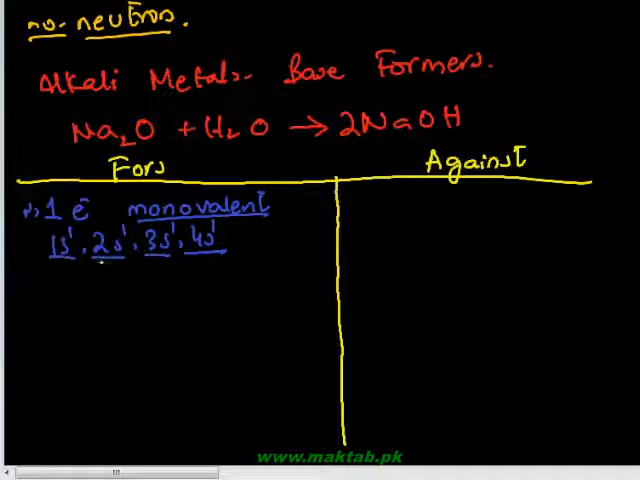 no- neutros.
Alkali Metals- Base Formers.
Na₂O + H₂O → 2NaOH
Fors
Against
1 e⁻ monovalent
1s¹, 2s¹, 3s¹, 4s¹
www.maktab.pk